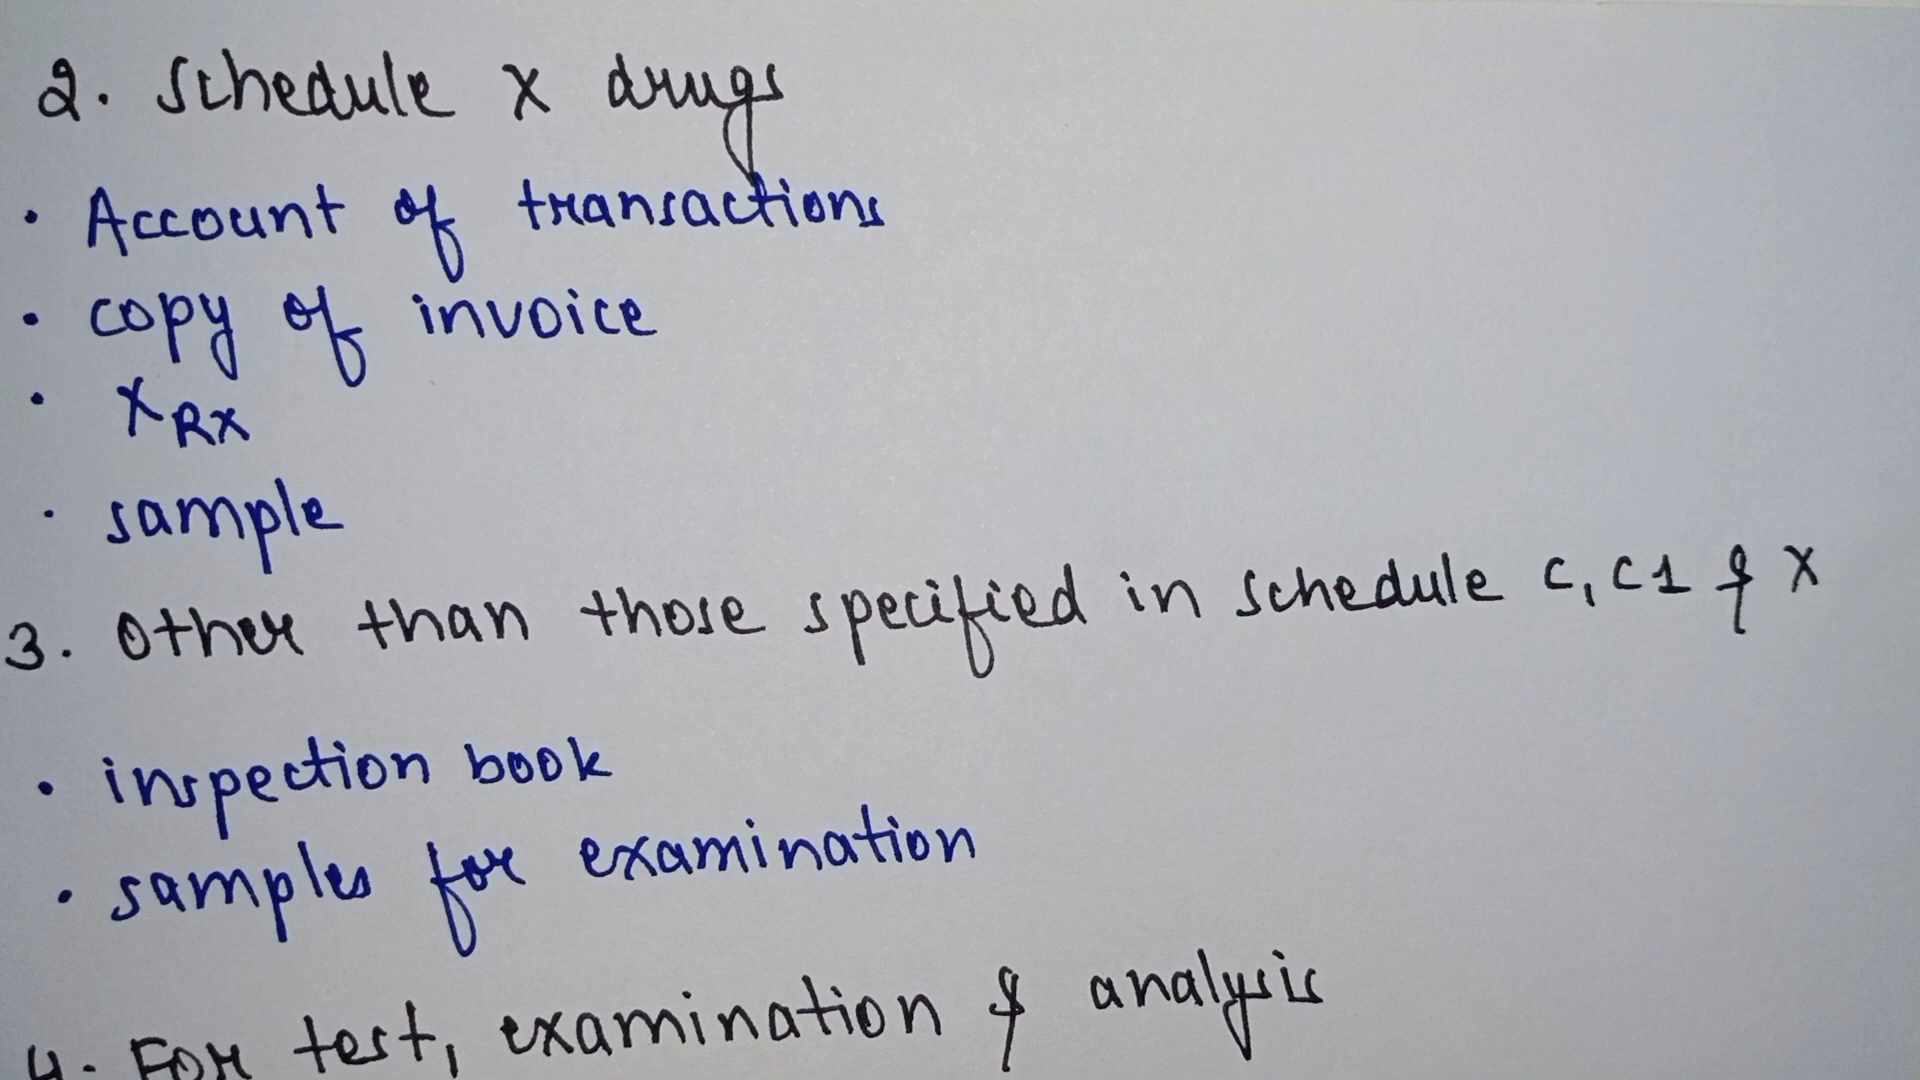 2. Schedule X drugs
• Account of transactions
• copy of invoice
• XRX
• sample
3. Other than those specified in schedule C, C1 & X
• inspection book
• samples for examination
4. For test, examination & analysis